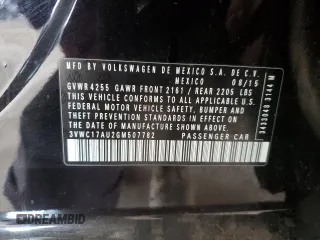 MFD BY VOLKSWAGEN DE MEXICO S.A. DE C.V.
MEXICO 08/15
GVWR 4255 GAWR FRONT 2161 / REAR 2205 LBS
THIS VEHICLE CONFORMS TO ALL APPLICABLE U.S.
FEDERAL MOTOR VEHICLE SAFETY, BUMPER, AND
THEFT PREVENTION STANDARDS IN EFFECT ON THE
DATE OF MANUFACTURE SHOWN ABOVE
3VWC17AU2GM507782 PASSENGER CAR
3453048 3144 M
DREAMBID